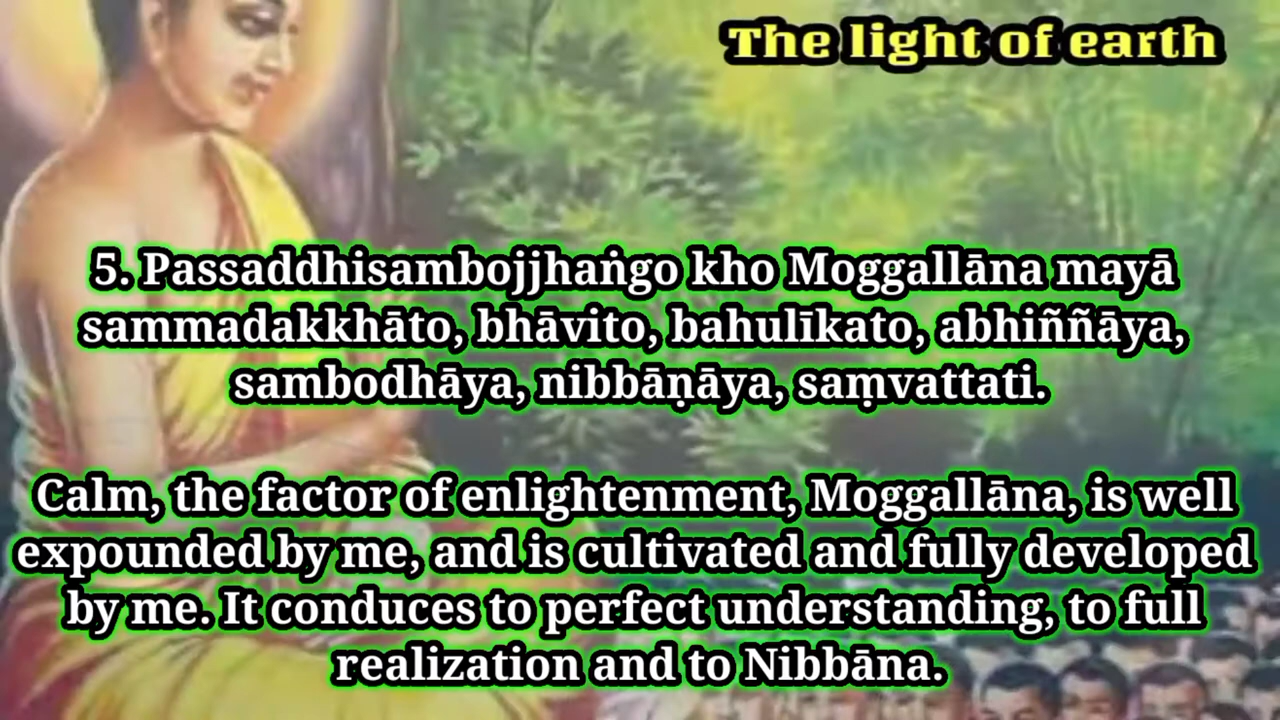 The light of earth
5. Passaddhisambojjhaṅgo kho Moggallāna mayā
sammadakkhāto, bhāvito, bahulīkato, abhiññāya,
sambodhāya, nibbāṇāya, saṃvattati.
Calm, the factor of enlightenment, Moggallāna, is well
expounded by me, and is cultivated and fully developed
by me. It conduces to perfect understanding, to full
realization and to Nibbāna.